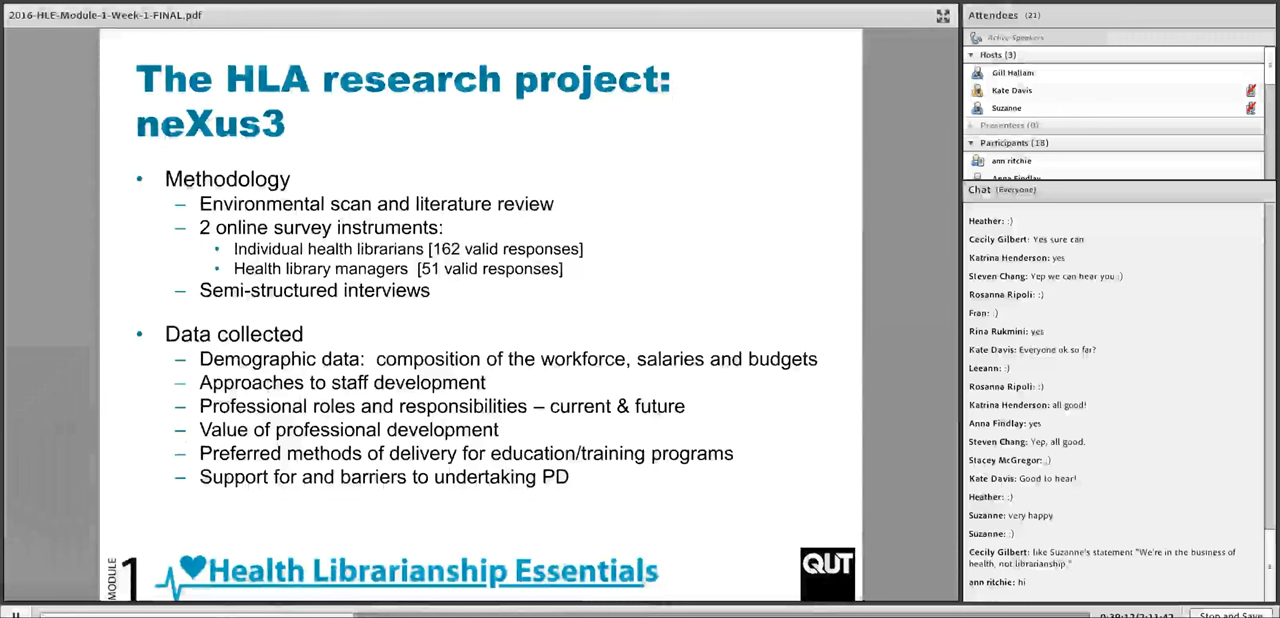 2016-HLE-Module-1-Week-1-FINAL.pdf
The HLA research project:
neXus3
• Methodology
– Environmental scan and literature review
– 2 online survey instruments:
• Individual health librarians [162 valid responses]
• Health library managers [51 valid responses]
– Semi-structured interviews
• Data collected
– Demographic data: composition of the workforce, salaries and budgets
– Approaches to staff development
– Professional roles and responsibilities – current & future
– Value of professional development
– Preferred methods of delivery for education/training programs
– Support for and barriers to undertaking PD
MODULE 1 Health Librarianship Essentials
QUT
Attendees (21)
Active Speakers
Hosts (3)
Gill Hallam
Kate Davis
Suzanne
Presenters (0)
Participants (18)
ann ritchie
Anna Findlay
Chat (Everyone)
Heather: :)
Cecily Gilbert: Yes sure can
Katrina Henderson: yes
Steven Chang: Yep we can hear you :)
Rosanna Ripoli: :)
Fran: :)
Rina Rukmini: yes
Kate Davis: Everyone ok so far?
Leeann: :)
Rosanna Ripoli: :)
Katrina Henderson: all good!
Anna Findlay: yes
Steven Chang: Yep, all good.
Stacey McGregor: :)
Kate Davis: Good to hear!
Heather: :)
Suzanne: very happy
Suzanne: :)
Cecily Gilbert: like Suzanne's statement "We're in the business of
health, not librarianship."
ann ritchie: hi
Stop and Save